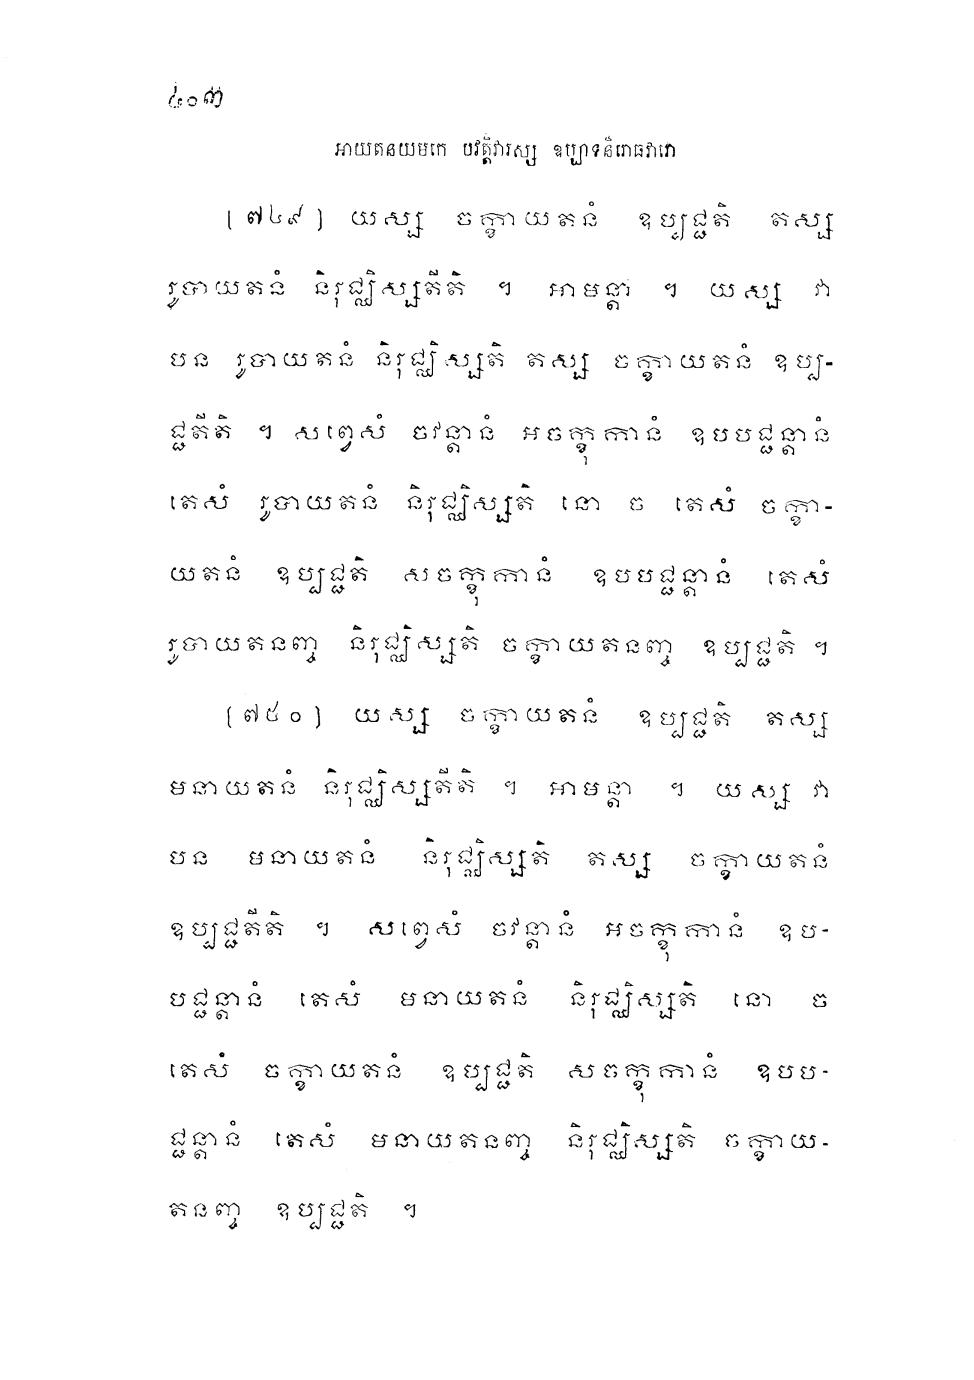 ៤០៣
អាយតនយមកេ បវត្តិវារស្ស ឧប្បាទនិរោធវារោ
(៧៤៩) យស្ស ចក្ខាយតនំ ឧប្បជ្ជតិ តស្ស
រូបាយតនំ និរុជ្ឈិស្សតីតិ ។ អាមន្តា ។ យស្ស វា
បន រូបាយតនំ និរុជ្ឈិស្សតិ តស្ស ចក្ខាយតនំ ឧប្ប-
ជ្ជតីតិ ។ សព្វេសំ ចវន្តានំ អចក្ខុកានំ ឧបបជ្ជន្តានំ
តេសំ រូបាយតនំ និរុជ្ឈិស្សតិ នោ ច តេសំ ចក្ខា-
យតនំ ឧប្បជ្ជតិ សចក្ខុកានំ ឧបបជ្ជន្តានំ តេសំ
រូបាយតនញ្ច និរុជ្ឈិស្សតិ ចក្ខាយតនញ្ច ឧប្បជ្ជតិ ។
(៧៥០) យស្ស ចក្ខាយតនំ ឧប្បជ្ជតិ តស្ស
មនាយតនំ និរុជ្ឈិស្សតីតិ ។ អាមន្តា ។ យស្ស វា
បន មនាយតនំ និរុជ្ឈិស្សតិ តស្ស ចក្ខាយតនំ
ឧប្បជ្ជតីតិ ។ សព្វេសំ ចវន្តានំ អចក្ខុកានំ ឧប-
បជ្ជន្តានំ តេសំ មនាយតនំ និរុជ្ឈិស្សតិ នោ ច
តេសំ ចក្ខាយតនំ ឧប្បជ្ជតិ សចក្ខុកានំ ឧបប-
ជ្ជន្តានំ តេសំ មនាយតនញ្ច និរុជ្ឈិស្សតិ ចក្ខាយ-
តនញ្ច ឧប្បជ្ជតិ ។